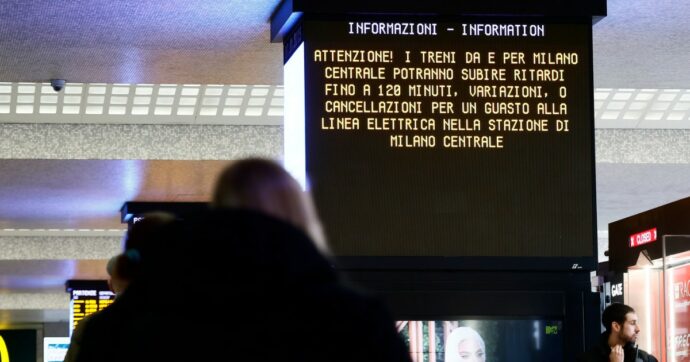 INFORMAZIONI - INFORMATION
ATTENZIONE! I TRENI DA E PER MILANO
CENTRALE POTRANNO SUBIRE RITARDI
FINO A 120 MINUTI, VARIAZIONI, O
CANCELLAZIONI PER UN GUASTO ALLA
LINEA ELETTRICA NELLA STAZIONE DI
MILANO CENTRALE
CLOSED
PARTENZE